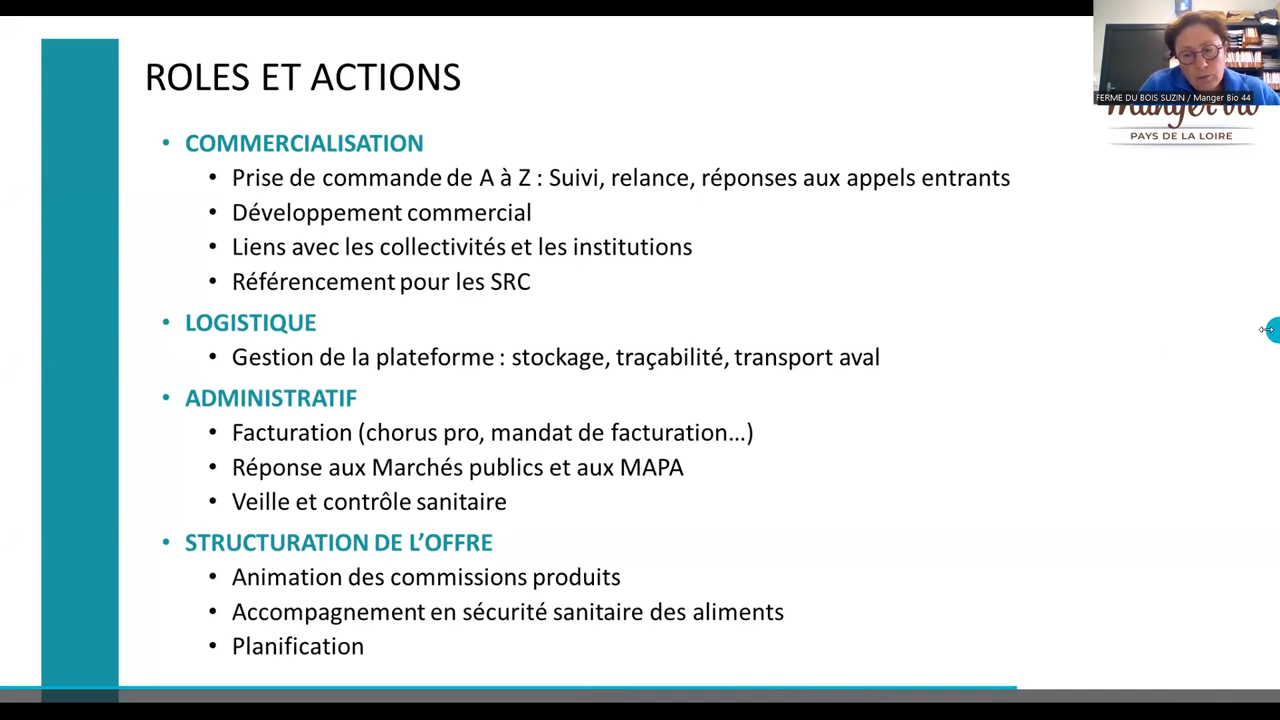 ROLES ET ACTIONS
FERME DU BOIS SUZIN / Manger Bio 44
Manger bio
PAYS DE LA LOIRE
• COMMERCIALISATION
• Prise de commande de A à Z : Suivi, relance, réponses aux appels entrants
• Développement commercial
• Liens avec les collectivités et les institutions
• Référencement pour les SRC
• LOGISTIQUE
• Gestion de la plateforme : stockage, traçabilité, transport aval
• ADMINISTRATIF
• Facturation (chorus pro, mandat de facturation…)
• Réponse aux Marchés publics et aux MAPA
• Veille et contrôle sanitaire
• STRUCTURATION DE L’OFFRE
• Animation des commissions produits
• Accompagnement en sécurité sanitaire des aliments
• Planification